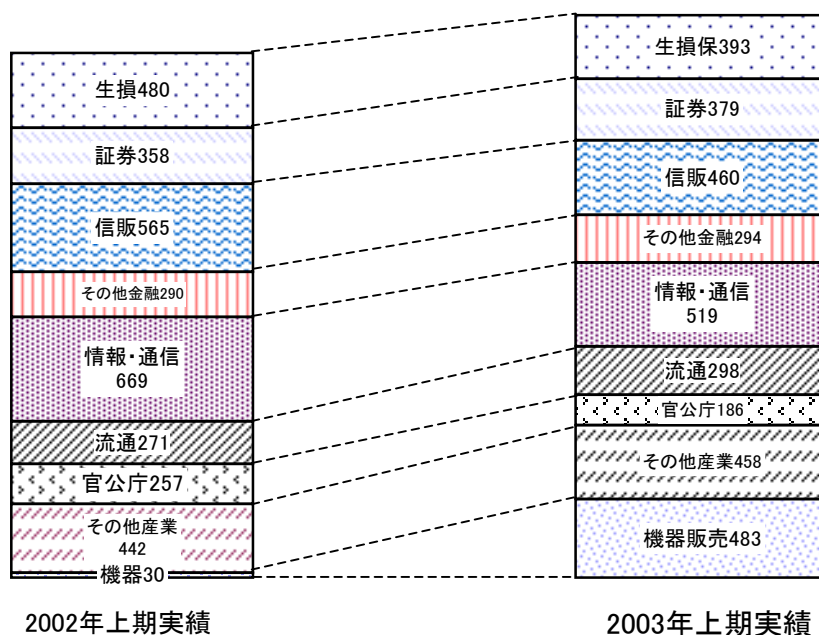 生損480
証券358
信販565
その他金融290
情報・通信
669
流通271
官公庁257
その他産業
442
機器30
2002年上期実績
生損保393
証券379
信販460
その他金融294
情報・通信
519
流通298
官公庁186
その他産業458
機器販売483
2003年上期実績